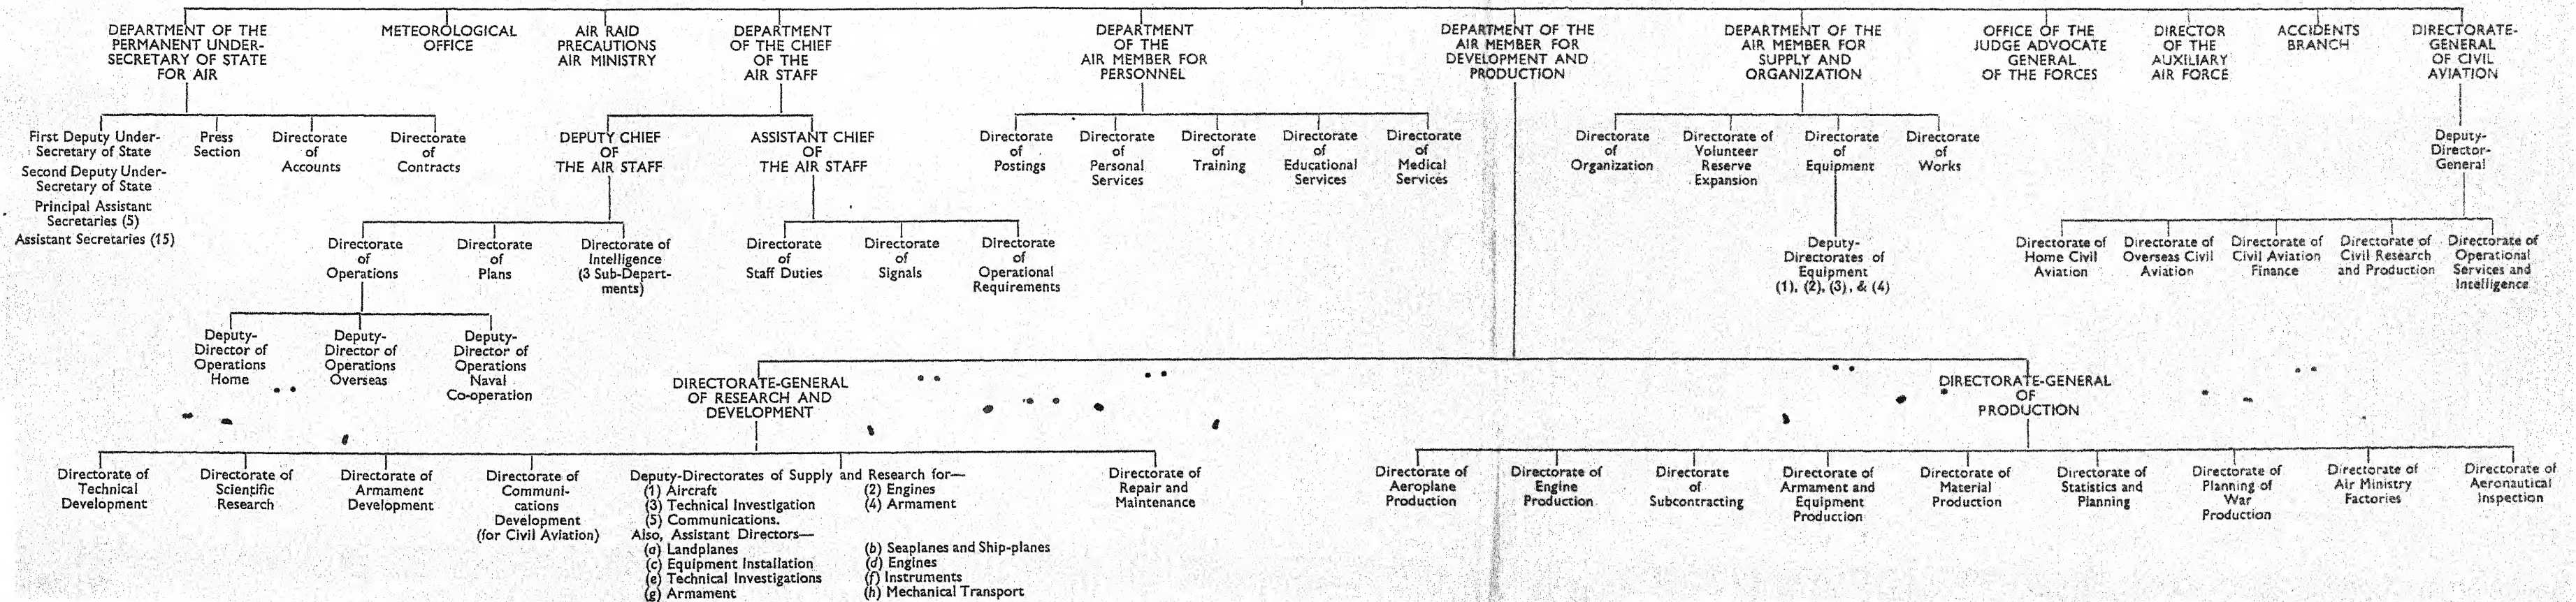 DEPARTMENT OF THE
PERMANENT UNDER-
SECRETARY OF STATE
FOR AIR
METEOROLOGICAL
OFFICE
AIR RAID
PRECAUTIONS
AIR MINISTRY
DEPARTMENT
OF THE CHIEF
OF THE
AIR STAFF
DEPARTMENT
OF THE
AIR MEMBER FOR
PERSONNEL
DEPARTMENT OF THE
AIR MEMBER FOR
DEVELOPMENT AND
PRODUCTION
DEPARTMENT OF THE
AIR MEMBER FOR
SUPPLY AND
ORGANIZATION
OFFICE OF THE
JUDGE ADVOCATE
GENERAL
OF THE FORCES
DIRECTOR
OF THE
AUXILIARY
AIR FORCE
ACCIDENTS
BRANCH
DIRECTORATE-
GENERAL
OF CIVIL
AVIATION
First Deputy Under-
Secretary of State
Second Deputy Under-
Secretary of State
Principal Assistant
Secretaries (5)
Assistant Secretaries (15)
Press
Section
Directorate
of
Accounts
Directorate
of
Contracts
DEPUTY CHIEF
OF
THE AIR STAFF
ASSISTANT CHIEF
OF
THE AIR STAFF
Directorate
of
Postings
Directorate
of
Personal
Services
Directorate
of
Training
Directorate
of
Educational
Services
Directorate
of
Medical
Services
Directorate
of
Organization
Directorate of
Volunteer
Reserve
Expansion
Directorate
of
Equipment
Directorate
of
Works
Deputy-
Director-
General
Directorate
of
Operations
Directorate
of
Plans
Directorate of
Intelligence
(3 Sub-Depart-
ments)
Directorate
of
Staff Duties
Directorate
of
Signals
Directorate
of
Operational
Requirements
Deputy-
Directorates of
Equipment
(1), (2), (3), & (4)
Directorate of
Home Civil
Aviation
Directorate of
Overseas Civil
Aviation
Directorate of
Civil Aviation
Finance
Directorate of
Civil Research
and Production
Directorate of
Operational
Services and
Intelligence
Deputy-
Director of
Operations
Home
Deputy-
Director of
Operations
Overseas
Deputy-
Director of
Operations
Naval
Co-operation
DIRECTORATE-GENERAL
OF RESEARCH AND
DEVELOPMENT
DIRECTORATE-GENERAL
OF
PRODUCTION
Directorate of
Technical
Development
Directorate of
Scientific
Research
Directorate of
Armament
Development
Directorate of
Communi-
cations
Development
(for Civil Aviation)
Deputy-Directorates of Supply and Research for—
(1) Aircraft (2) Engines
(3) Technical Investigation (4) Armament
(5) Communications.
Also, Assistant Directors—
(a) Landplanes (b) Seaplanes and Ship-planes
(c) Equipment Installation (d) Engines
(e) Technical Investigations (f) Instruments
(g) Armament (h) Mechanical Transport
Directorate of
Repair and
Maintenance
Directorate of
Aeroplane
Production
Directorate of
Engine
Production
Directorate
of
Subcontracting
Directorate of
Armament and
Equipment
Production
Directorate of
Material
Production
Directorate of
Statistics and
Planning
Directorate of
Planning of
War
Production
Directorate of
Air Ministry
Factories
Directorate of
Aeronautical
Inspection